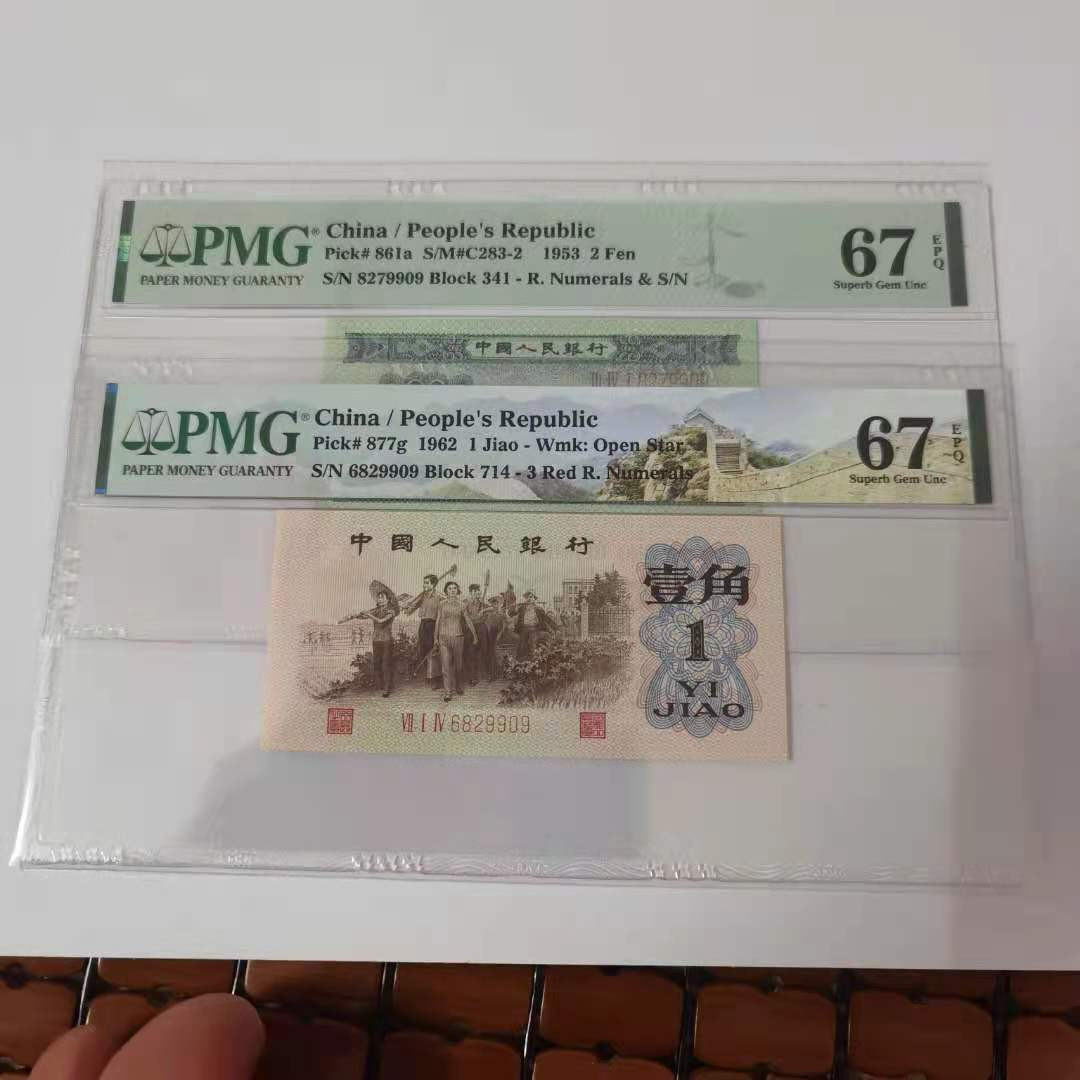 PMG®
PAPER MONEY GUARANTY
China / People's Republic
Pick# 861a S/M#C283-2 1953 2 Fen
S/N 8279909 Block 341 - R. Numerals & S/N
67
EPQ
Superb Gem Unc
中國人民銀行
III IV I 8279909
PMG®
PAPER MONEY GUARANTY
China / People's Republic
Pick# 877g 1962 1 Jiao - Wmk: Open Star
S/N 6829909 Block 714 - 3 Red R. Numerals
67
EPQ
Superb Gem Unc
中國人民銀行
壹角
1
YI
JIAO
VII I IV 6829909